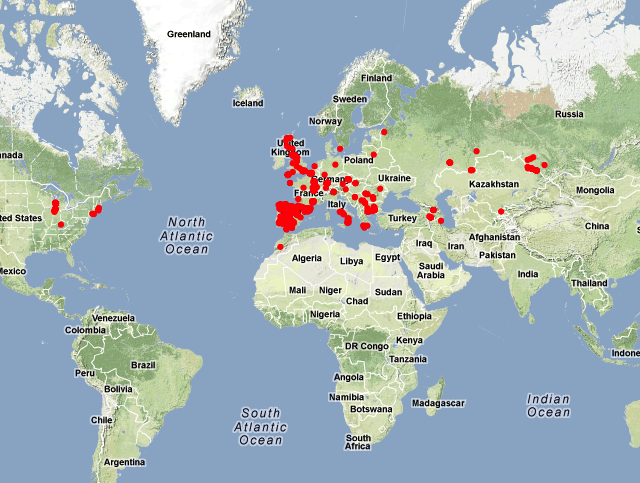 Greenland
Iceland
Finland
Sweden
Norway
Russia
United
Kingdom
Poland
nada
German
Ukraine
Kazakhstan
Mongolia
France
Italy
ted States
Turkey
North
Atlantic
Ocean
China
Iraq
Iran
Afghanistan
Pakistan
Algeria
Libya
Egypt
Saudi
Arabia
India
Mexico
Mali
Niger
Chad
Sudan
Thailand
Nigeria
Ethiopia
Venezuela
Colombia
DR Congo
Kenya
Tanzania
Indone
Peru
Brazil
Bolivia
Angola
Namibia
Botswana
Madagascar
Indian
Ocean
South
Atlantic
Ocean
Chile
South
Africa
Argentina